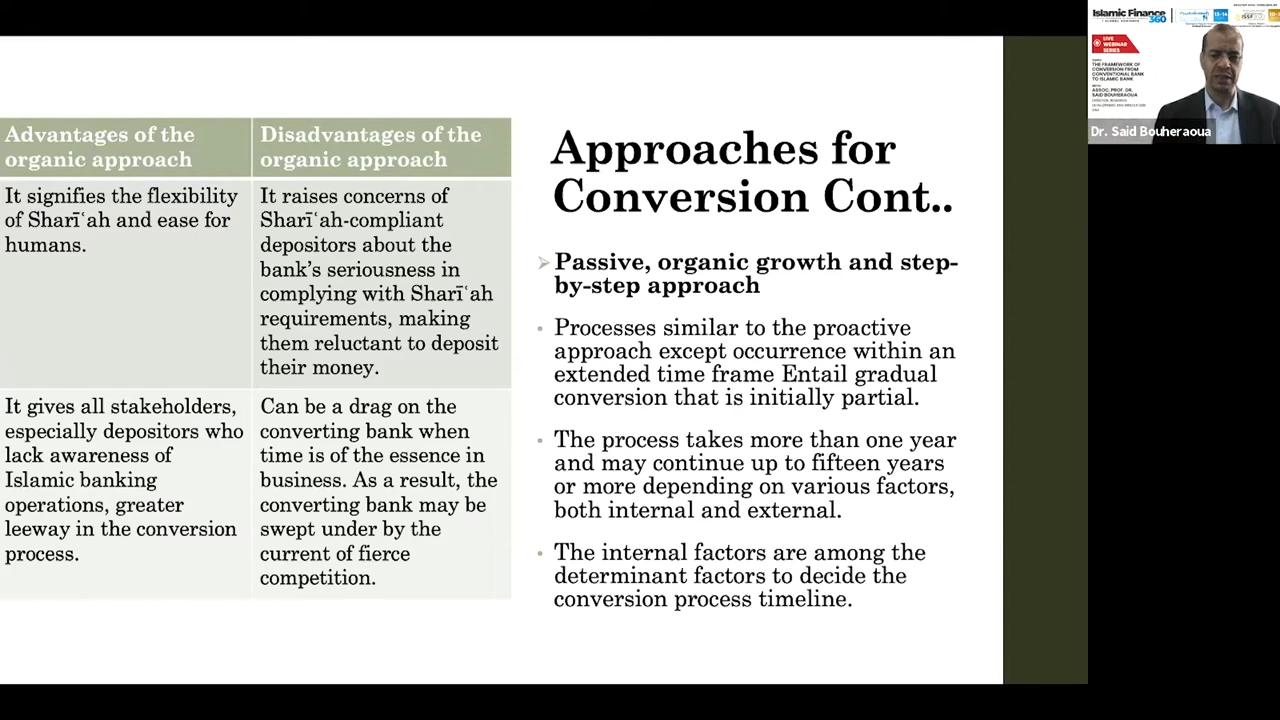 Advantages of the
organic approach
Disadvantages of the
organic approach
It signifies the flexibility
of Sharīʿah and ease for
humans.
It raises concerns of
Sharīʿah-compliant
depositors about the
bank's seriousness in
complying with Sharīʿah
requirements, making
them reluctant to deposit
their money.
It gives all stakeholders,
especially depositors who
lack awareness of
Islamic banking
operations, greater
leeway in the conversion
process.
Can be a drag on the
converting bank when
time is of the essence in
business. As a result, the
converting bank may be
swept under by the
current of fierce
competition.
Approaches for
Conversion Cont..
Passive, organic growth and step-
by-step approach
Processes similar to the proactive
approach except occurrence within an
extended time frame Entail gradual
conversion that is initially partial.
The process takes more than one year
and may continue up to fifteen years
or more depending on various factors,
both internal and external.
The internal factors are among the
determinant factors to decide the
conversion process timeline.
Islamic Finance
360
LIVE
WEBINAR
SERIES
THE FRAMEWORK OF
CONVERSION FROM
CONVENTIONAL BANK
TO ISLAMIC BANK
ASSOC. PROF. DR.
SAID BOUHERAOUA
Dr. Said Bouheraoua